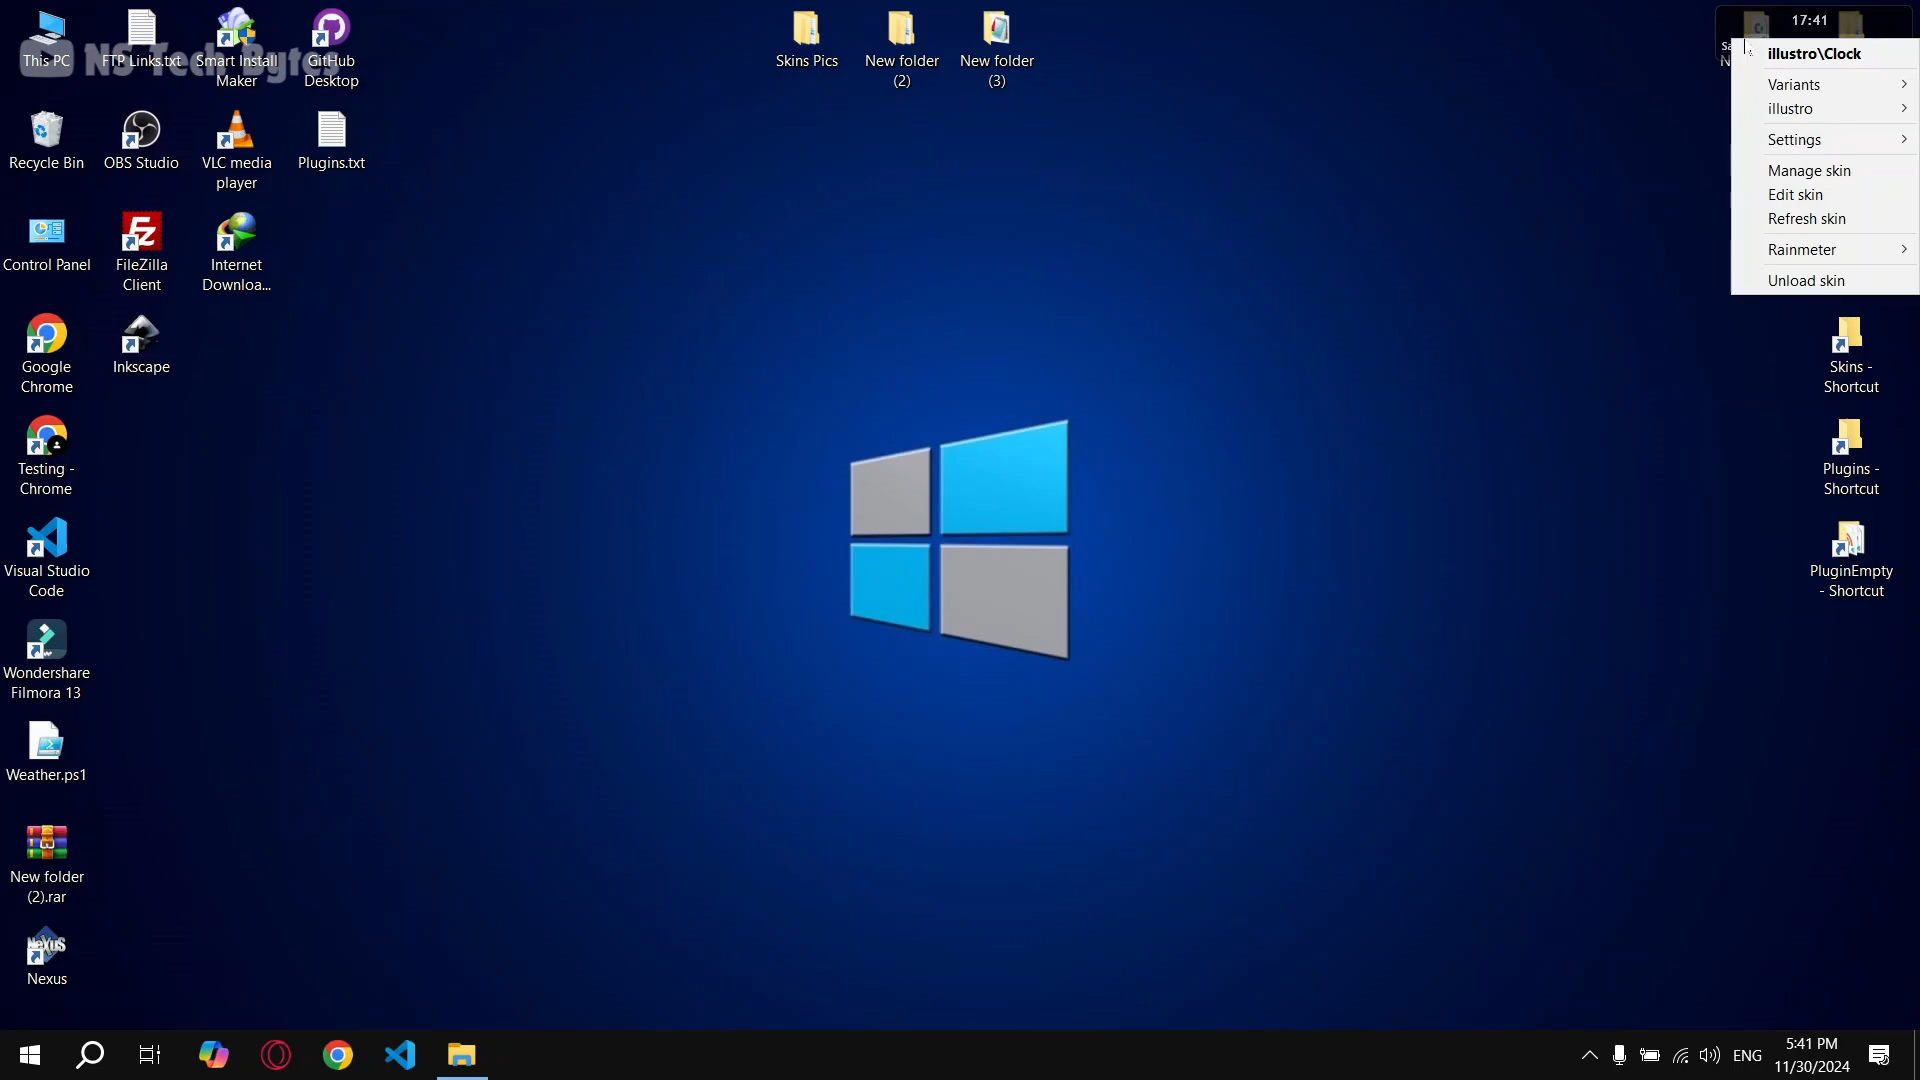 NS Tech Bytes
This PC
FTP Links.txt
Smart Install
Maker
GitHub
Desktop
Recycle Bin
OBS Studio
VLC media
player
Plugins.txt
Control Panel
FileZilla
Client
Internet
Downloa...
Google
Chrome
Inkscape
Testing -
Chrome
Visual Studio
Code
Wondershare
Filmora 13
Weather.ps1
New folder
(2).rar
NeXuS
Nexus
Skins Pics
New folder
(2)
New folder
(3)
17:41
illustro\Clock
Variants
illustro
Settings
Manage skin
Edit skin
Refresh skin
Rainmeter
Unload skin
Skins -
Shortcut
Plugins -
Shortcut
PluginEmpty
- Shortcut
ENG
5:41 PM
11/30/2024